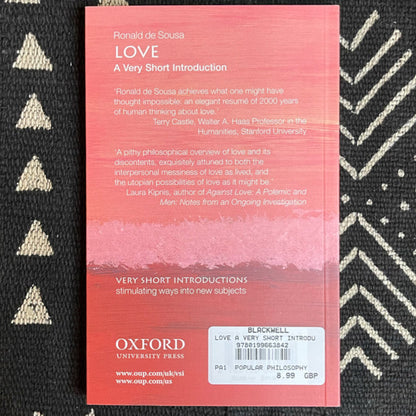 Ronald de Sousa
LOVE
A Very Short Introduction
'Ronald de Sousa achieves what one might have
thought impossible: an elegant resumé of 2000 years
of human thinking about love.'
Terry Castle, Walter A. Haas Professor in the
Humanities, Stanford University
'A pithy philosophical overview of love and its
discontents, exquisitely attuned to both the
interpersonal messiness of love as lived, and
the utopian possibilities of love as it might be.'
Laura Kipnis, author of Against Love: A Polemic and
Men: Notes from an Ongoing Investigation
VERY SHORT INTRODUCTIONS
stimulating ways into new subjects
OXFORD
UNIVERSITY PRESS
www.oup.com/uk/vsi
www.oup.com/us
BLACKWELL
LOVE A VERY SHORT INTRODU
9780199663842
PA1 POPULAR PHILOSOPHY
8.99 GBP